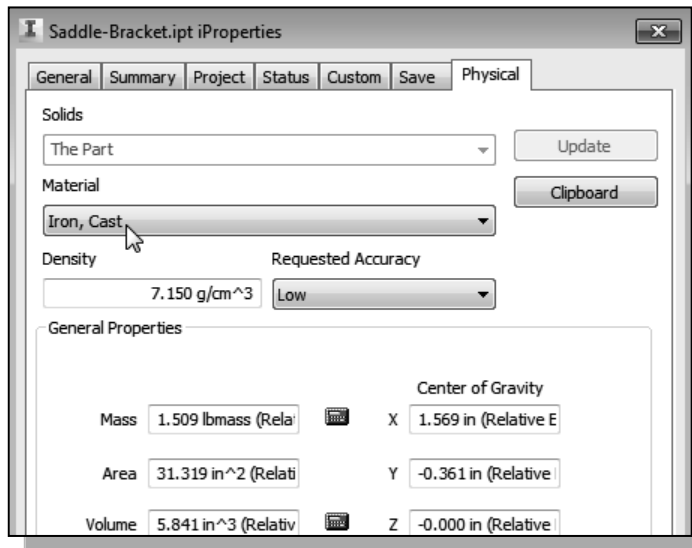 I Saddle-Bracket.ipt iProperties
General Summary Project Status Custom Save Physical
Solids
The Part Update
Material Clipboard
Iron, Cast
Density Requested Accuracy
7.150 g/cm^3 Low
General Properties
Center of Gravity
Mass 1.509 lbmass (Relat X 1.569 in (Relative E
Area 31.319 in^2 (Relati Y -0.361 in (Relative
Volume 5.841 in^3 (Relativ Z -0.000 in (Relative